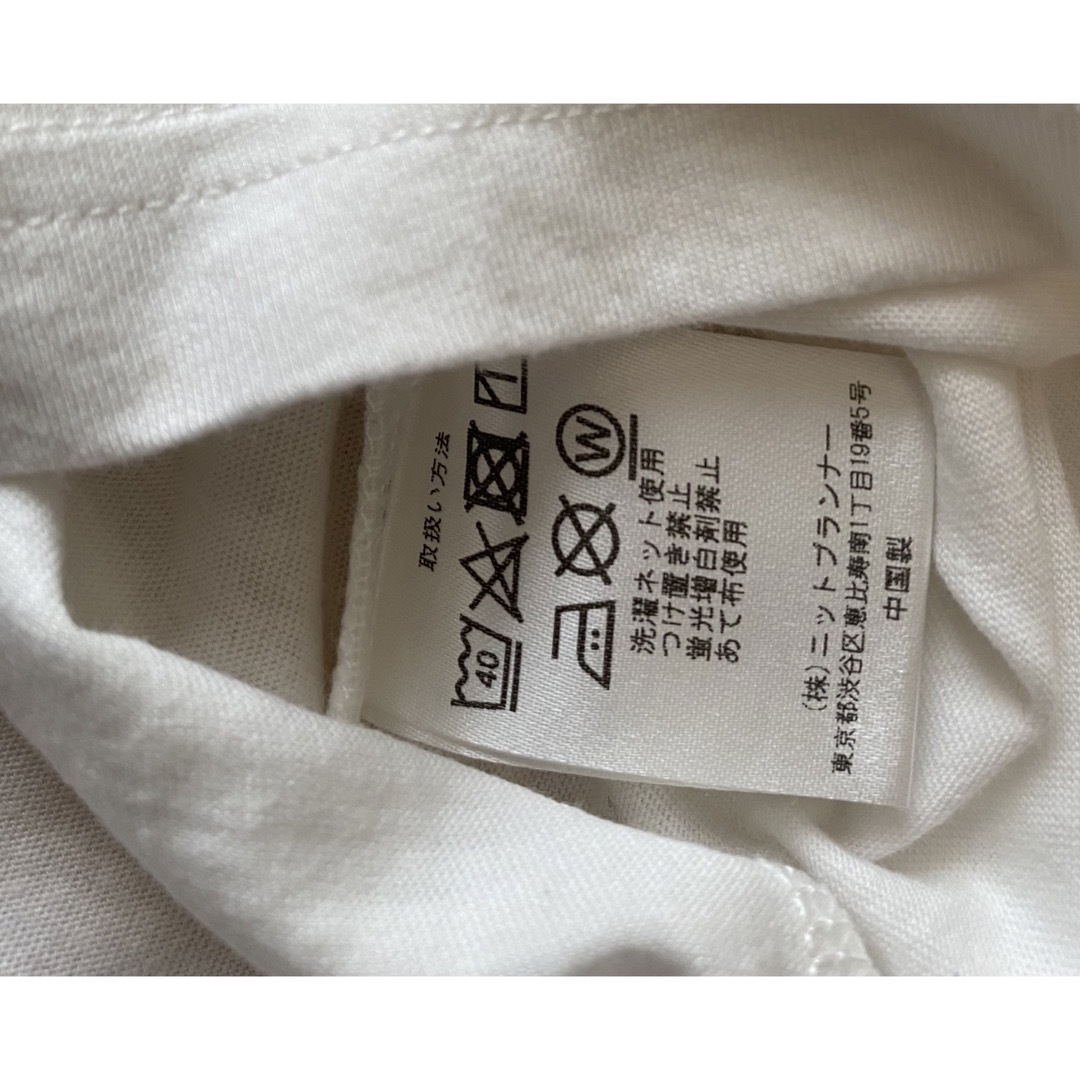 取扱い方法
40
W
洗濯ネット使用
つけ置き禁止
蛍光増白剤禁止
あて布使用
(株)ニットプランナー
東京都渋谷区恵比寿南1丁目19番5号
中国製